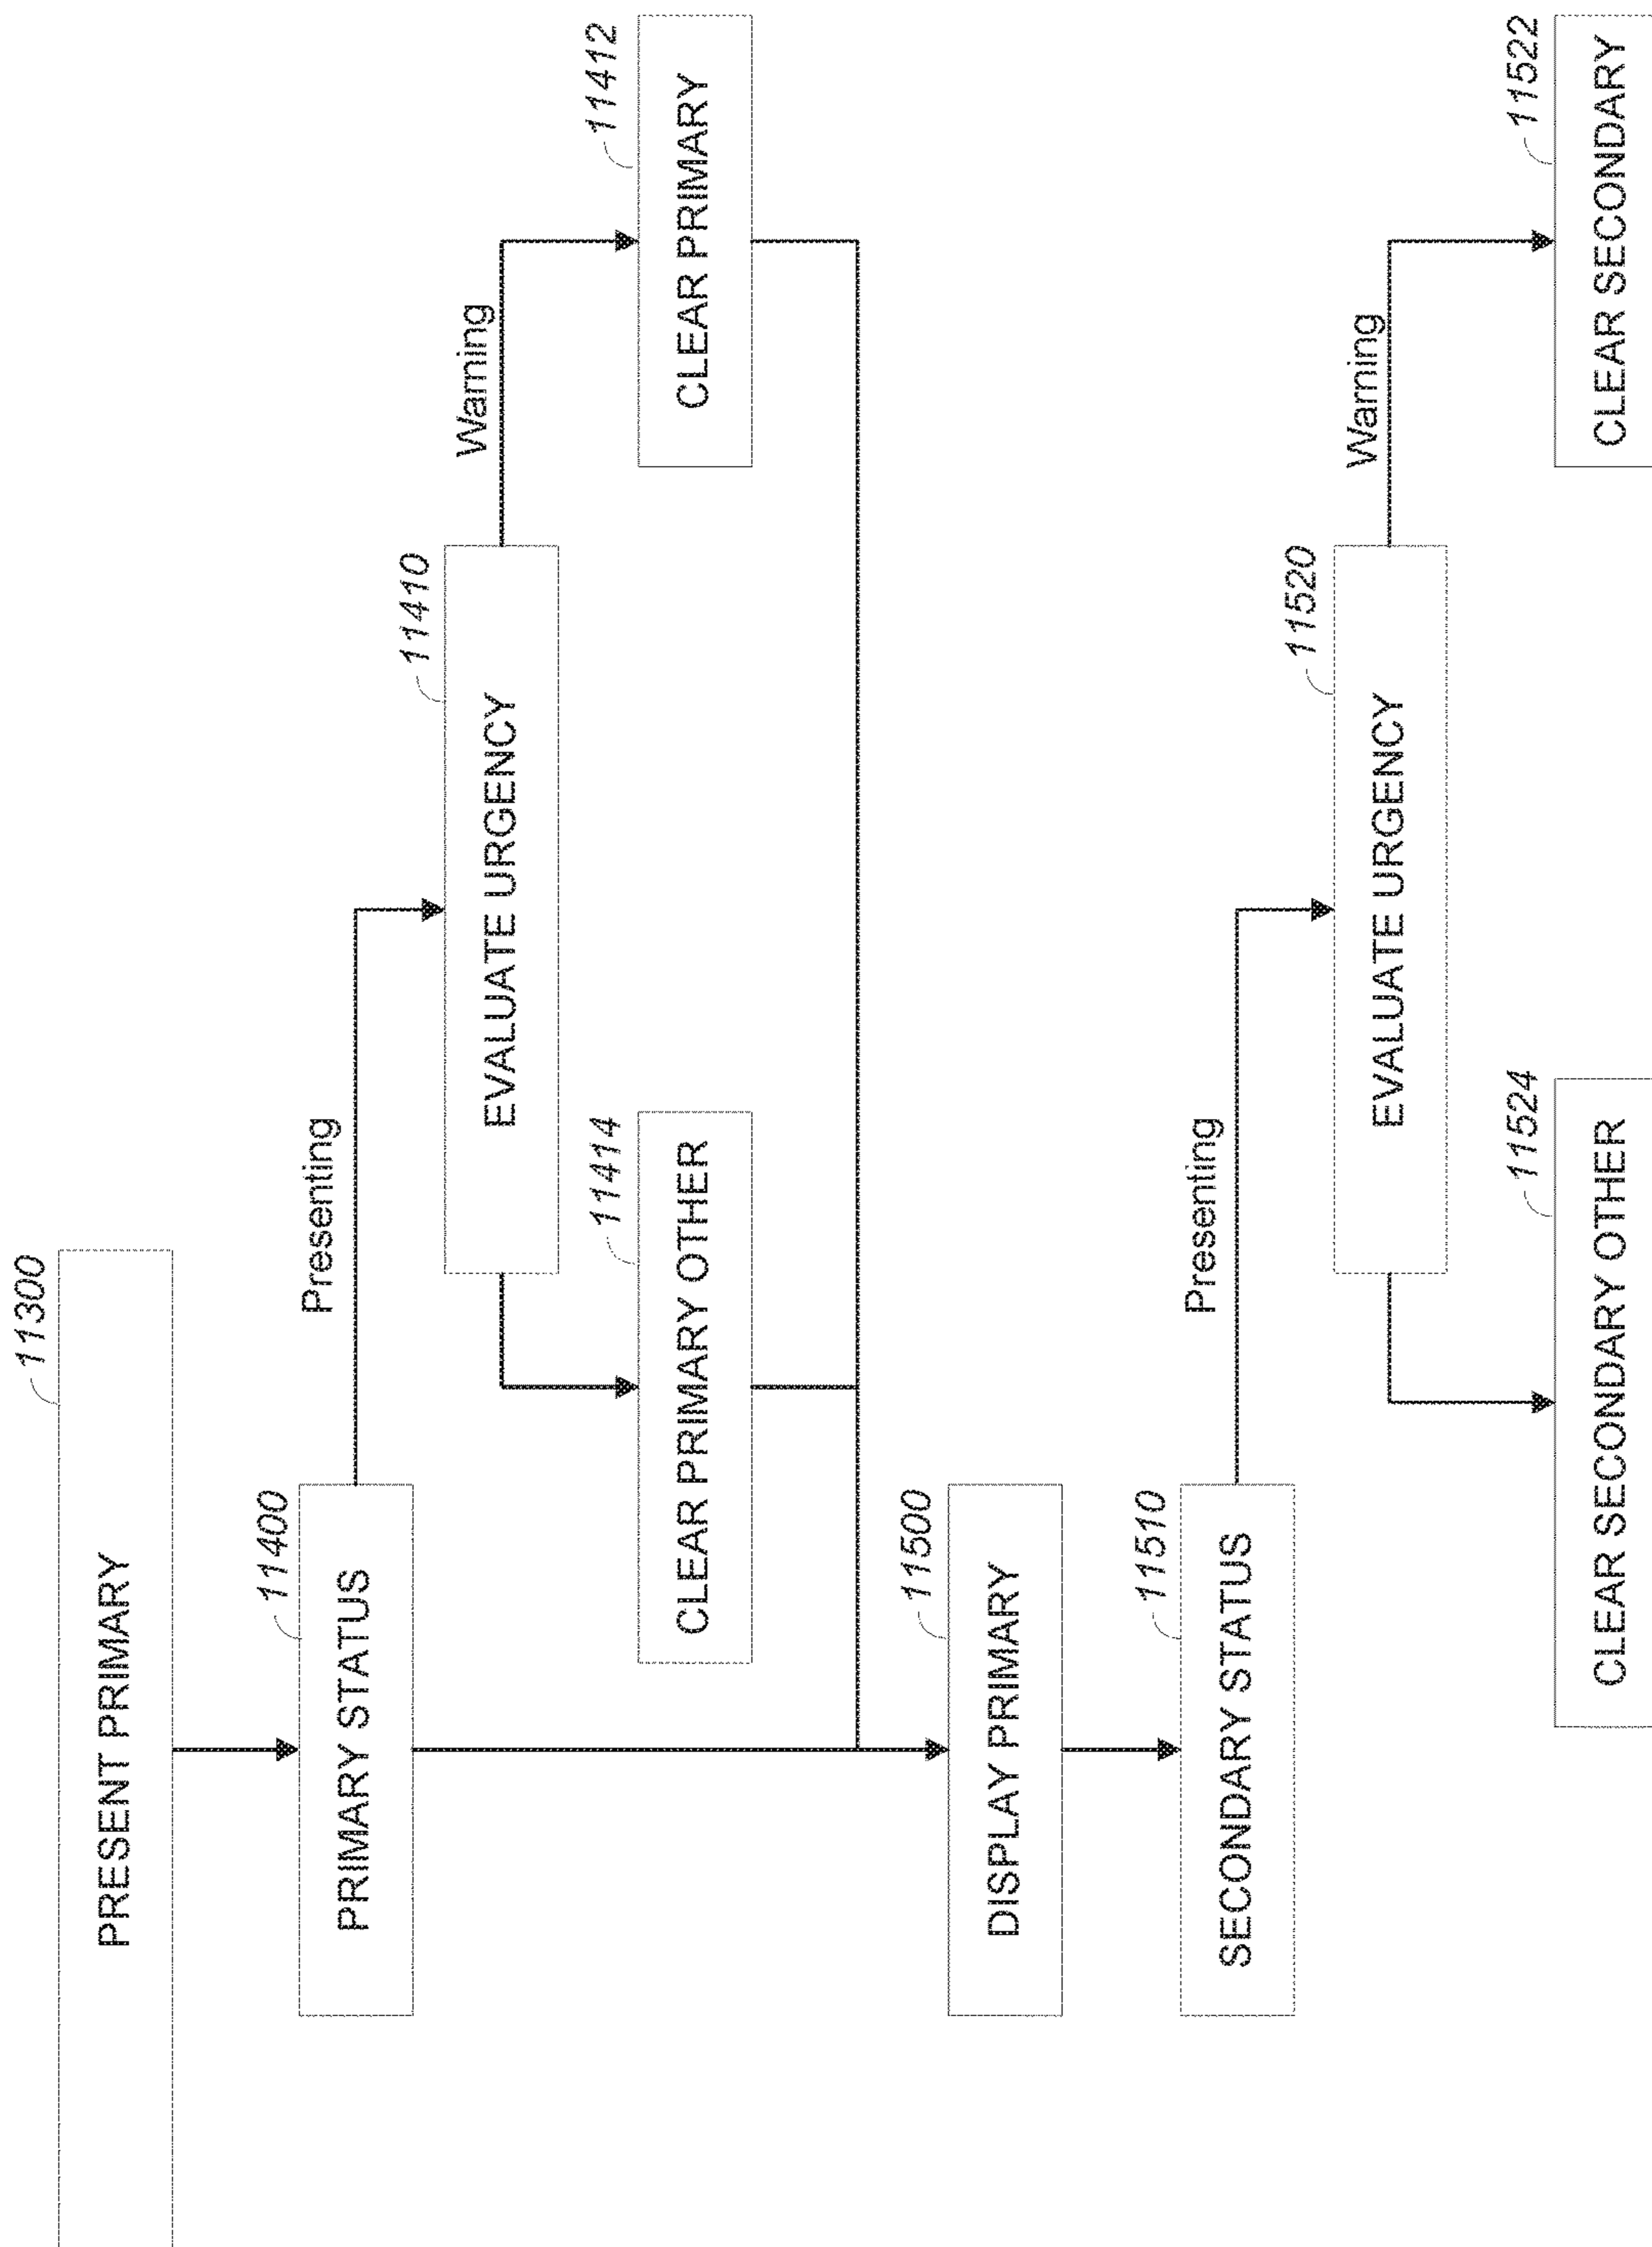 11300
PRESENT PRIMARY
11400
PRIMARY STATUS
Presenting
11410
EVALUATE URGENCY
Warning
11414
CLEAR PRIMARY OTHER
11412
CLEAR PRIMARY
11500
DISPLAY PRIMARY
11510
SECONDARY STATUS
Presenting
11520
EVALUATE URGENCY
Warning
11524
CLEAR SECONDARY OTHER
11522
CLEAR SECONDARY